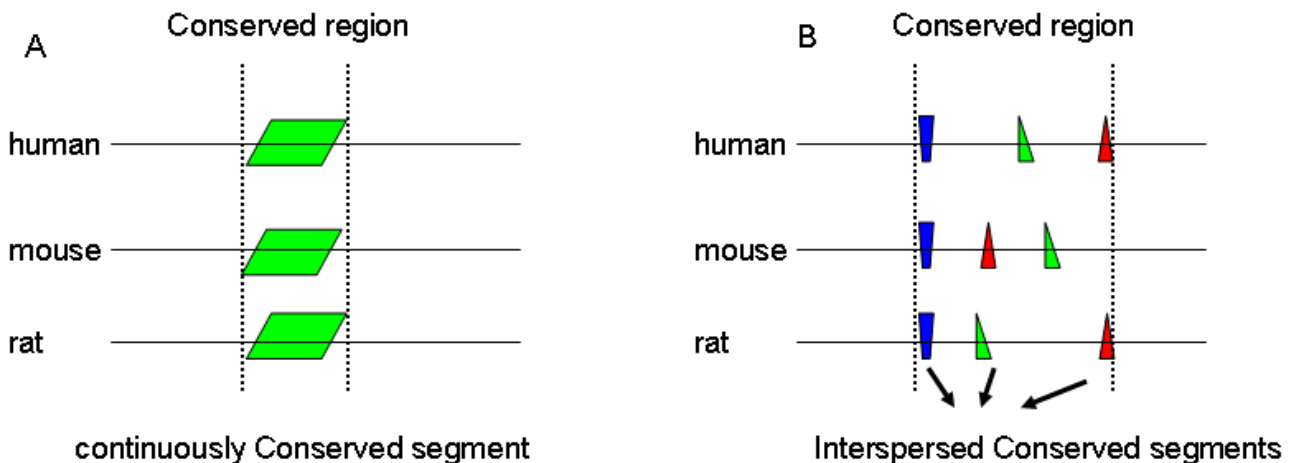 A
Conserved region
human
mouse
rat
continuously Conserved segment
B
Conserved region
human
mouse
rat
Interspersed Conserved segments